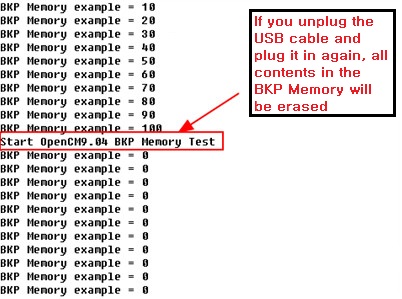 BKP Memory example = 10
BKP Memory example = 20
BKP Memory example = 30
BKP Memory example = 40
BKP Memory example = 50
BKP Memory example = 60
BKP Memory example = 70
BKP Memory example = 80
BKP Memory example = 90
BKP Memory example = 100
Start OpenCM9.04 BKP Memory Test
BKP Memory example = 0
BKP Memory example = 0
BKP Memory example = 0
BKP Memory example = 0
BKP Memory example = 0
BKP Memory example = 0
BKP Memory example = 0
BKP Memory example = 0
BKP Memory example = 0
BKP Memory example = 0
BKP Memory example = 0
If you unplug the
USB cable and
plug it in again, all
contents in the
BKP Memory will
be erased